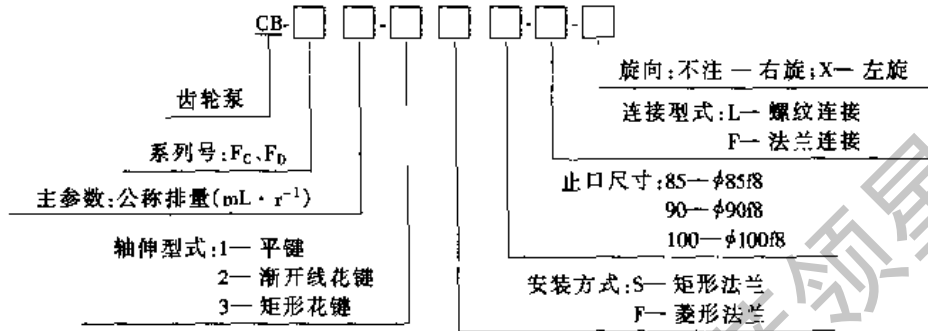 CB-□ □-□ □ □-□-□
旋向:不注 — 右旋;X— 左旋
齿轮泵
连接型式:L— 螺纹连接
F— 法兰连接
系列号:F_C、F_D
止口尺寸:85—ϕ85f8
主参数:公称排量(mL · r⁻¹)
90—ϕ90f8
100—ϕ100f8
轴伸型式:1— 平键
2— 渐开线花键
安装方式:S— 矩形法兰
3— 矩形花键
F— 菱形法兰